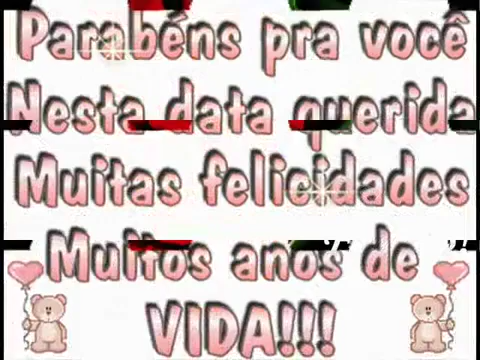 Parabéns pra você
Nesta data querida
Muitas felicidades
Muitos anos de
VIDA!!!